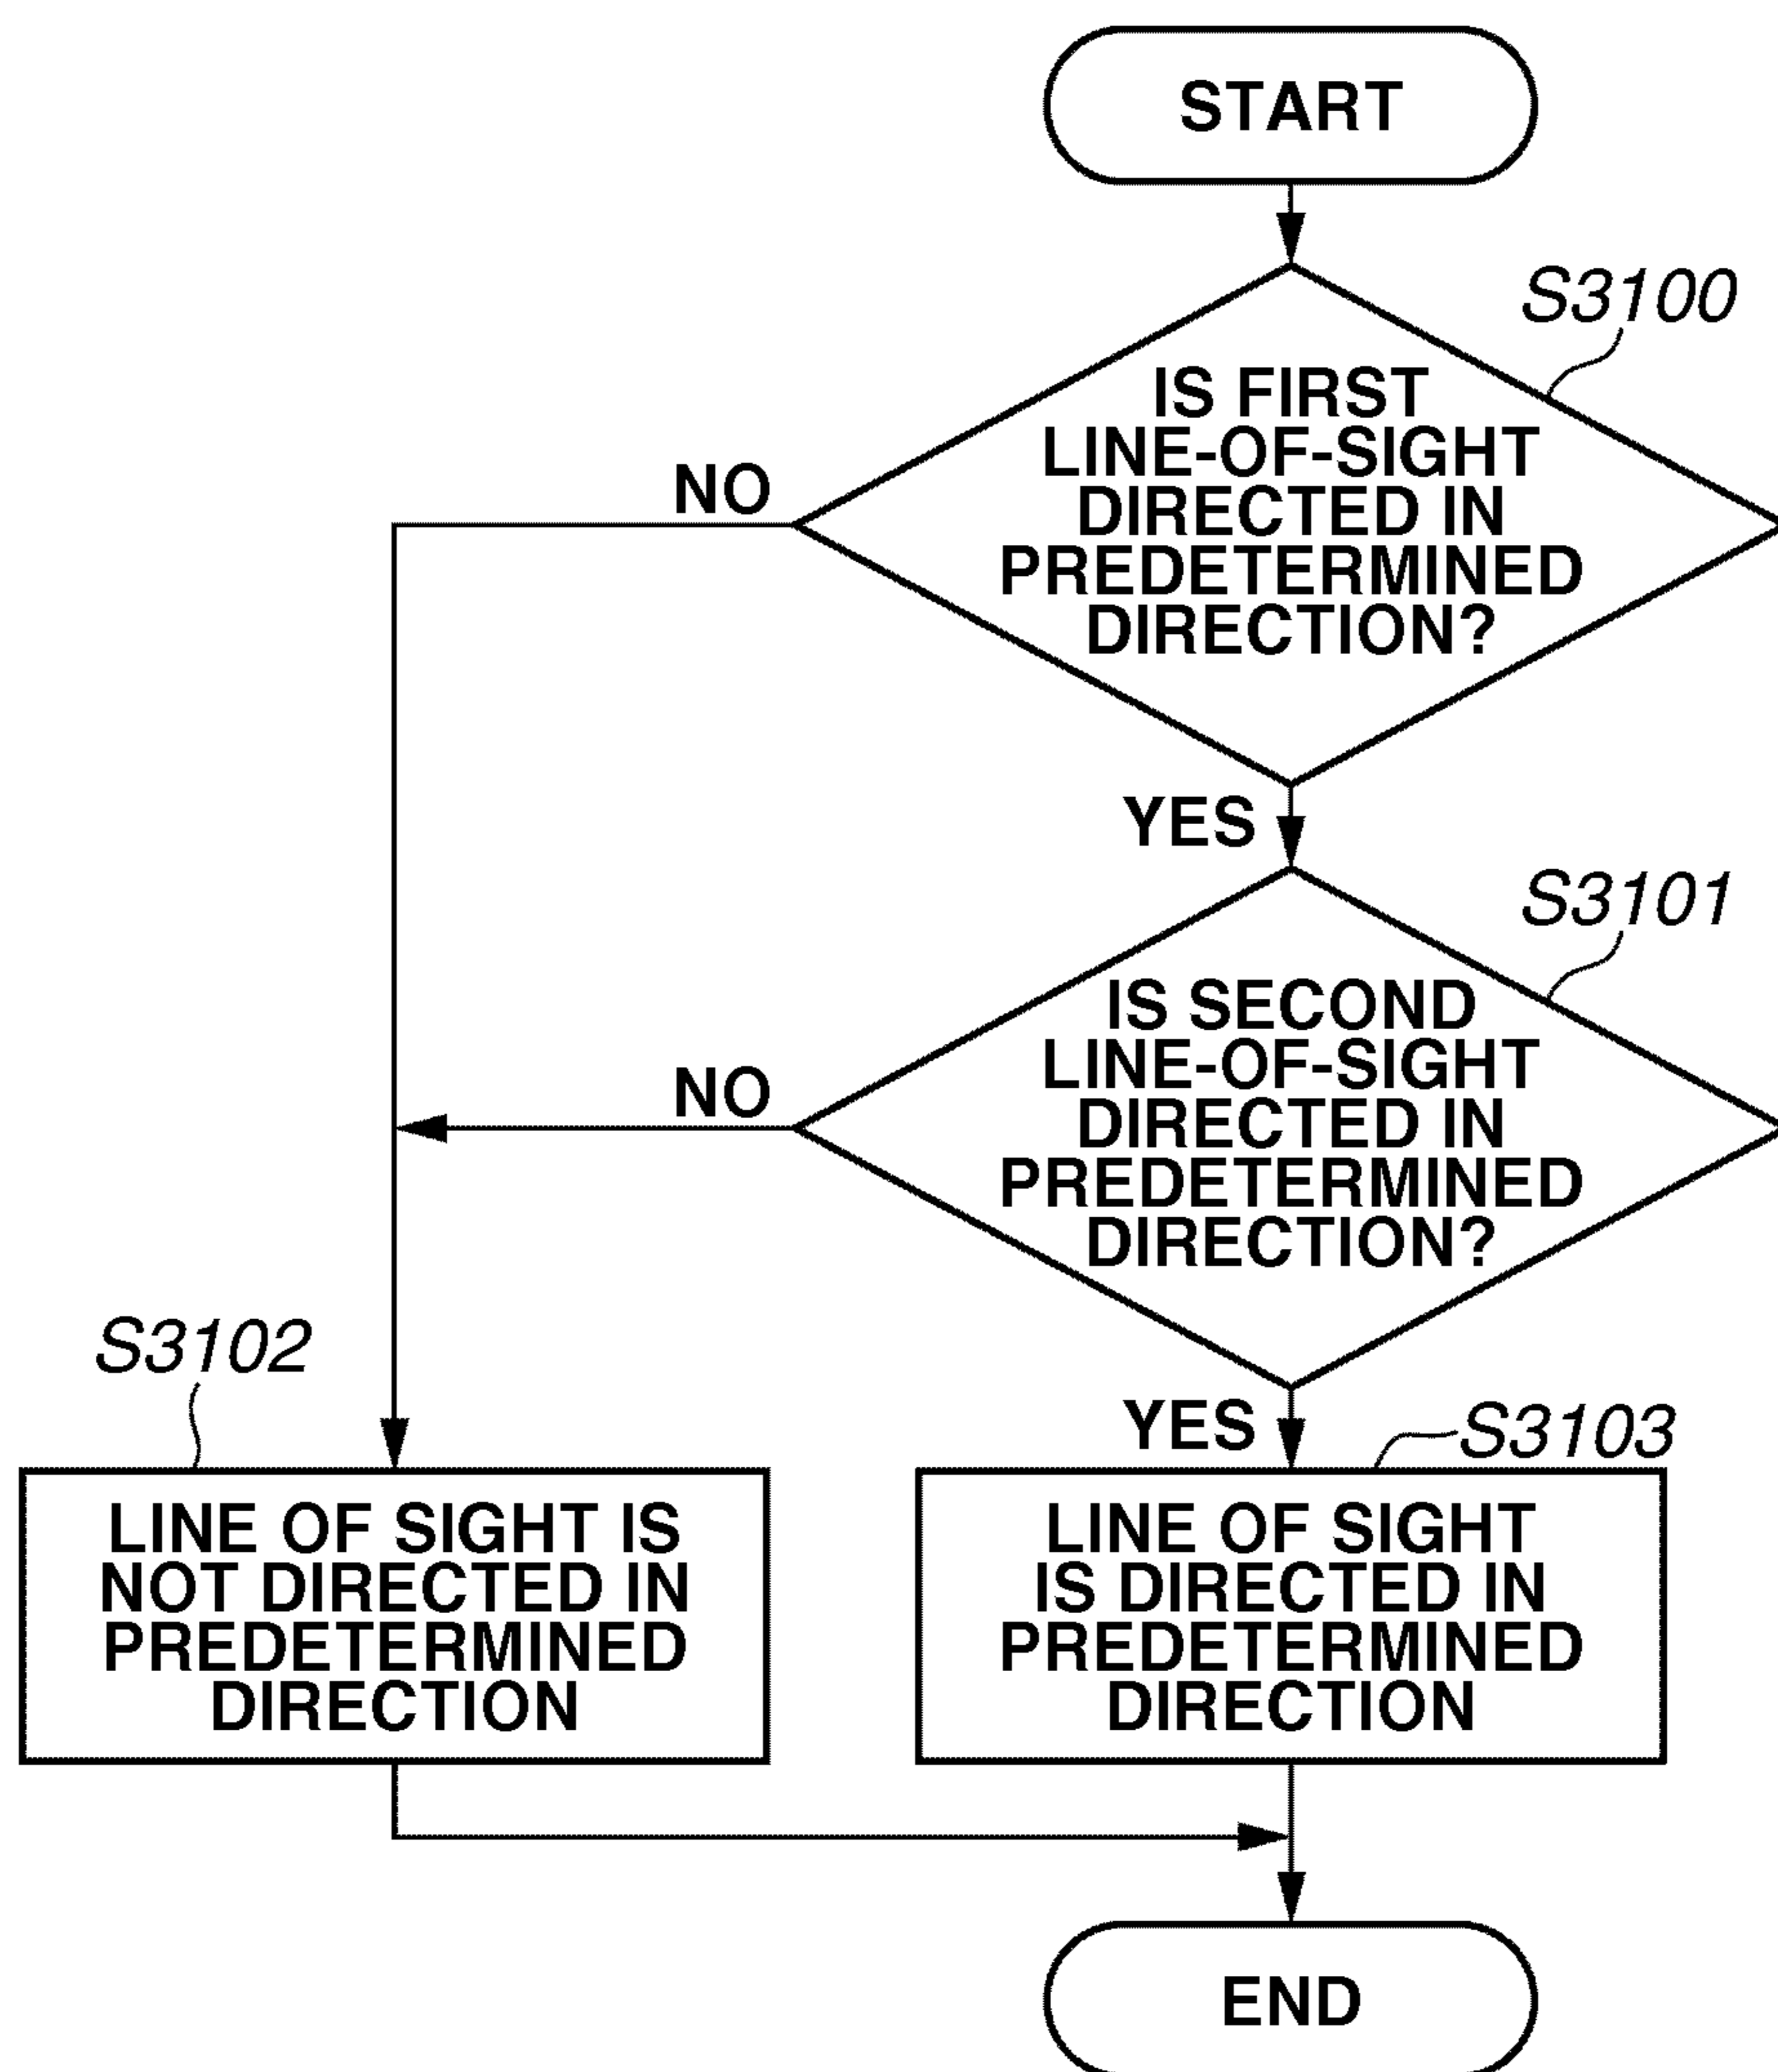 START
S3100
IS FIRST
LINE-OF-SIGHT
DIRECTED IN
PREDETERMINED
DIRECTION?
NO
YES
S3101
IS SECOND
LINE-OF-SIGHT
DIRECTED IN
PREDETERMINED
DIRECTION?
NO
YES
S3102
LINE OF SIGHT IS
NOT DIRECTED IN
PREDETERMINED
DIRECTION
S3103
LINE OF SIGHT
IS DIRECTED IN
PREDETERMINED
DIRECTION
END